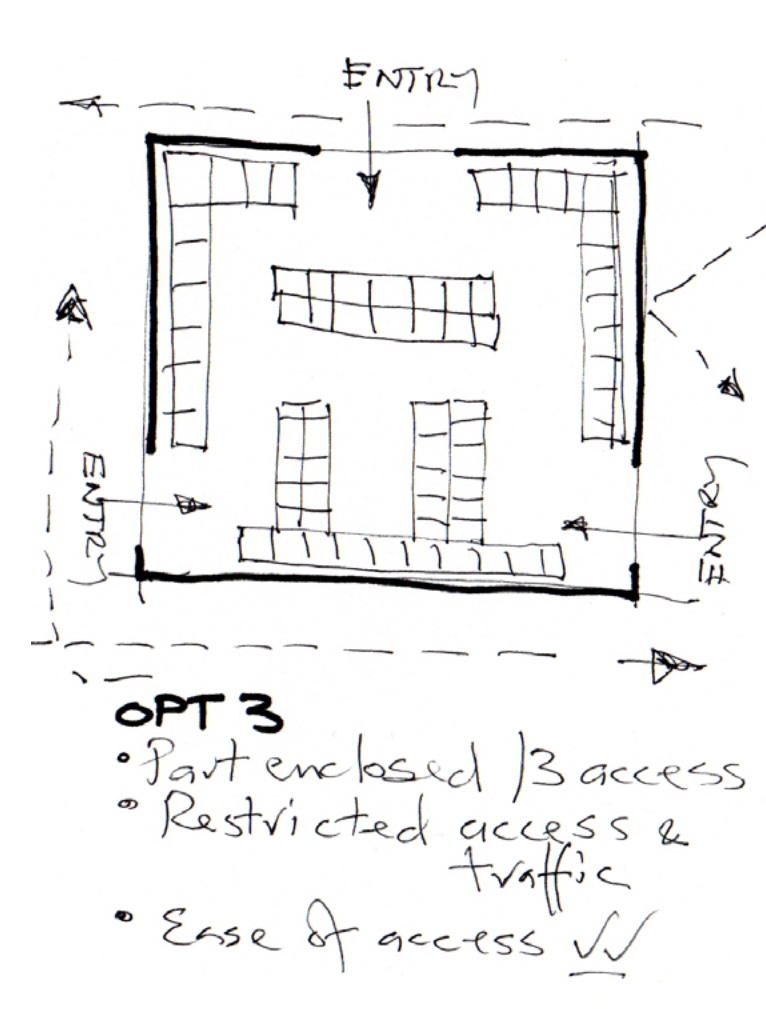 ENTRY
ENTRY
ENTRY
OPT 3
• Part enclosed /3 access
• Restricted access &
traffic
• Ease of access ✓✓